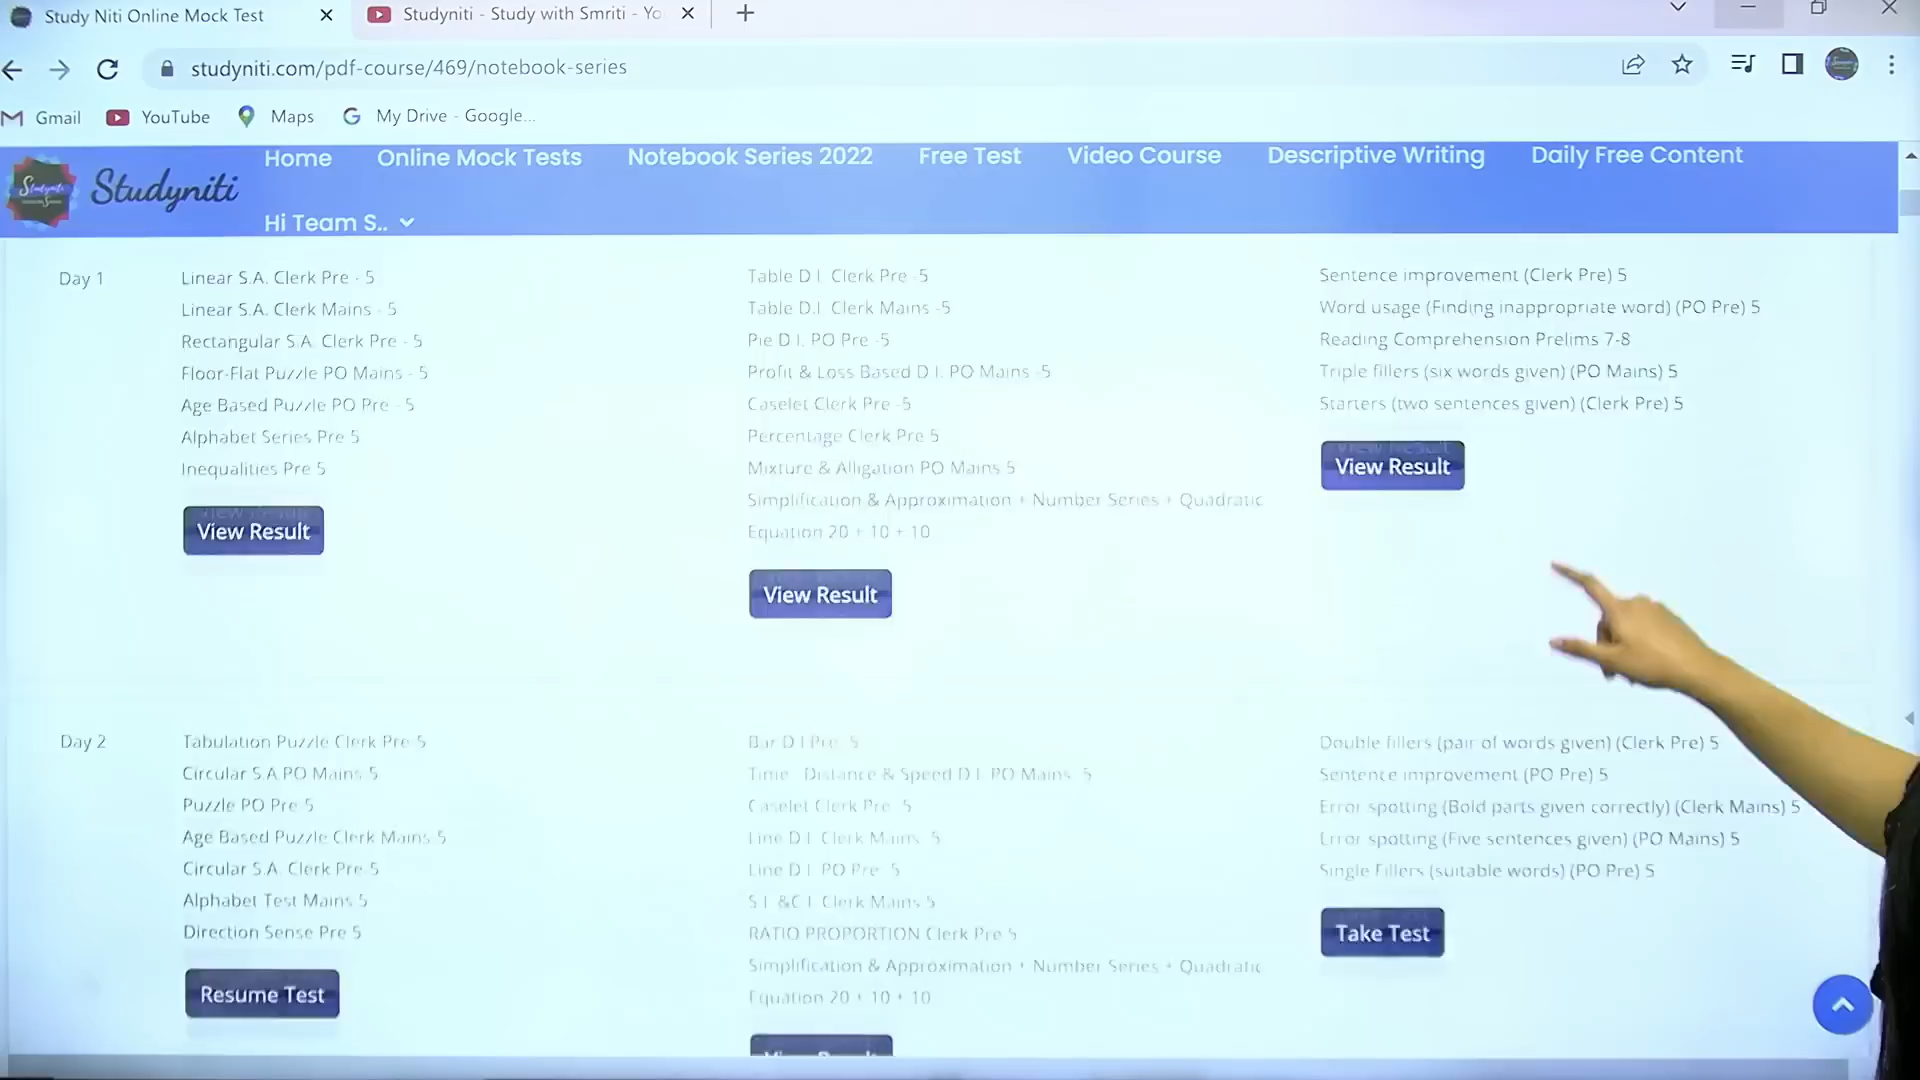 Study Niti Online Mock Test
Studyniti - Study with Smriti - Yo
studyniti.com/pdf-course/469/notebook-series
Gmail
YouTube
Maps
My Drive - Google...
Studyniti
Home
Online Mock Tests
Notebook Series 2022
Free Test
Video Course
Descriptive Writing
Daily Free Content
Hi Team S..
Day 1
Linear S.A. Clerk Pre - 5
Linear S.A. Clerk Mains - 5
Rectangular S.A. Clerk Pre - 5
Floor-Flat Puzzle PO Mains - 5
Age Based Puzzle PO Pre - 5
Alphabet Series Pre 5
Inequalities Pre 5
View Result
Table D.I. Clerk Pre -5
Table D.I. Clerk Mains -5
Pie D.I. PO Pre -5
Profit & Loss Based D.I. PO Mains -5
Caselet Clerk Pre -5
Percentage Clerk Pre 5
Mixture & Alligation PO Mains 5
Simplification & Approximation + Number Series + Quadratic
Equation 20 + 10 + 10
View Result
Sentence improvement (Clerk Pre) 5
Word usage (Finding inappropriate word) (PO Pre) 5
Reading Comprehension Prelims 7-8
Triple fillers (six words given) (PO Mains) 5
Starters (two sentences given) (Clerk Pre) 5
View Result
Day 2
Tabulation Puzzle Clerk Pre 5
Circular S.A PO Mains 5
Puzzle PO Pre 5
Age Based Puzzle Clerk Mains 5
Circular S.A. Clerk Pre 5
Alphabet Test Mains 5
Direction Sense Pre 5
Resume Test
Bar D.I Pre -5
Time , Distance & Speed D.I. PO Mains -5
Caselet Clerk Pre -5
Line D.I. Clerk Mains -5
Line D.I. PO Pre -5
S.I. &C.I. Clerk Mains 5
RATIO PROPORTION Clerk Pre 5
Simplification & Approximation + Number Series + Quadratic
Equation 20 + 10 + 10
View Result
Double fillers (pair of words given) (Clerk Pre) 5
Sentence improvement (PO Pre) 5
Error spotting (Bold parts given correctly) (Clerk Mains) 5
Error spotting (Five sentences given) (PO Mains) 5
Single Fillers (suitable words) (PO Pre) 5
Take Test